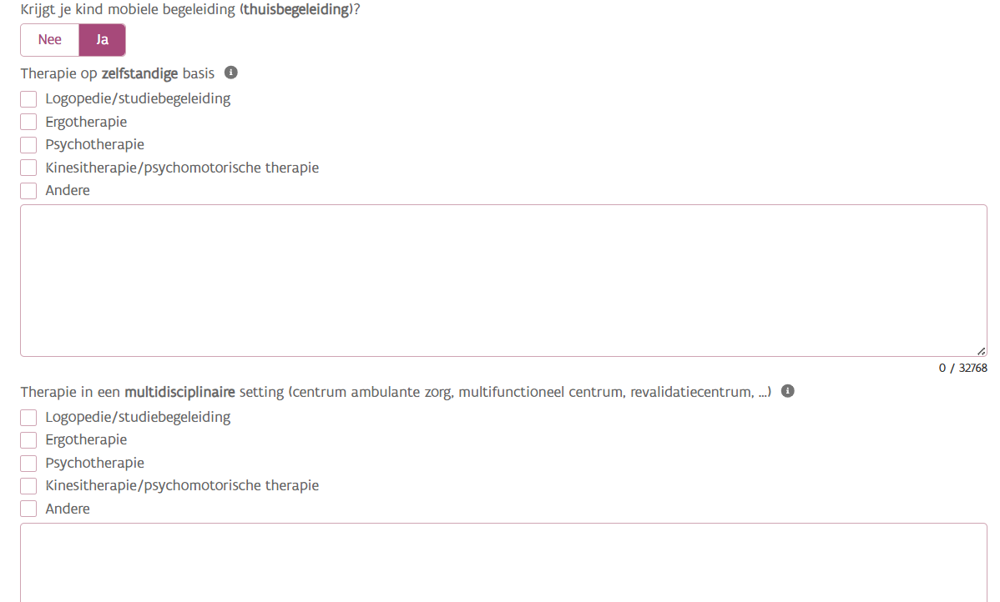 Krijgt je kind mobiele begeleiding (thuisbegeleiding)?
Nee Ja
Therapie op zelfstandige basis
Logopedie/studiebegeleiding
Ergotherapie
Psychotherapie
Kinesitherapie/psychomotorische therapie
Andere
0 / 32768
Therapie in een multidisciplinaire setting (centrum ambulante zorg, multifunctioneel centrum, revalidatiecentrum, ...)
Logopedie/studiebegeleiding
Ergotherapie
Psychotherapie
Kinesitherapie/psychomotorische therapie
Andere